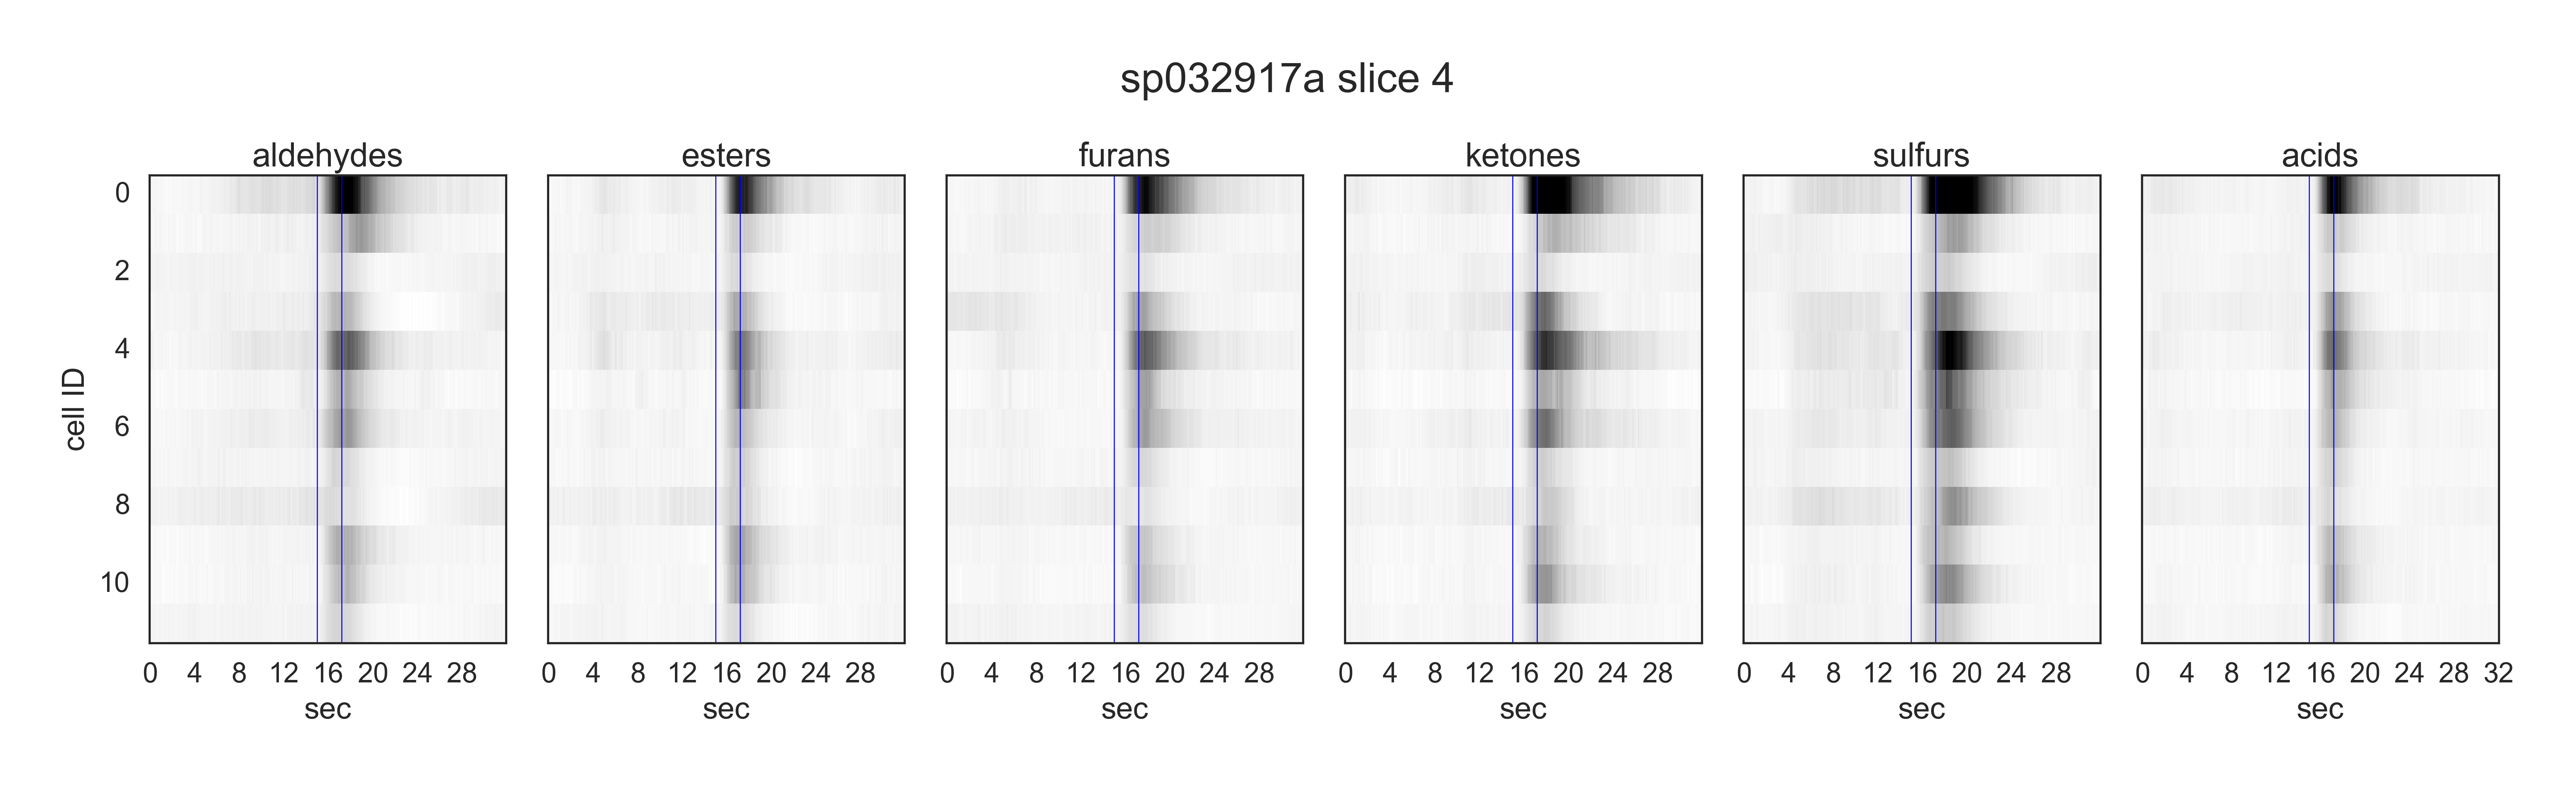 sp032917a slice 4
aldehydes esters furans ketones sulfurs acids
cell ID
0
2
4
6
8
10
0 4 8 12 16 20 24 28 0 4 8 12 16 20 24 28 0 4 8 12 16 20 24 28 0 4 8 12 16 20 24 28 0 4 8 12 16 20 24 28 0 4 8 12 16 20 24 28 32
sec sec sec sec sec sec